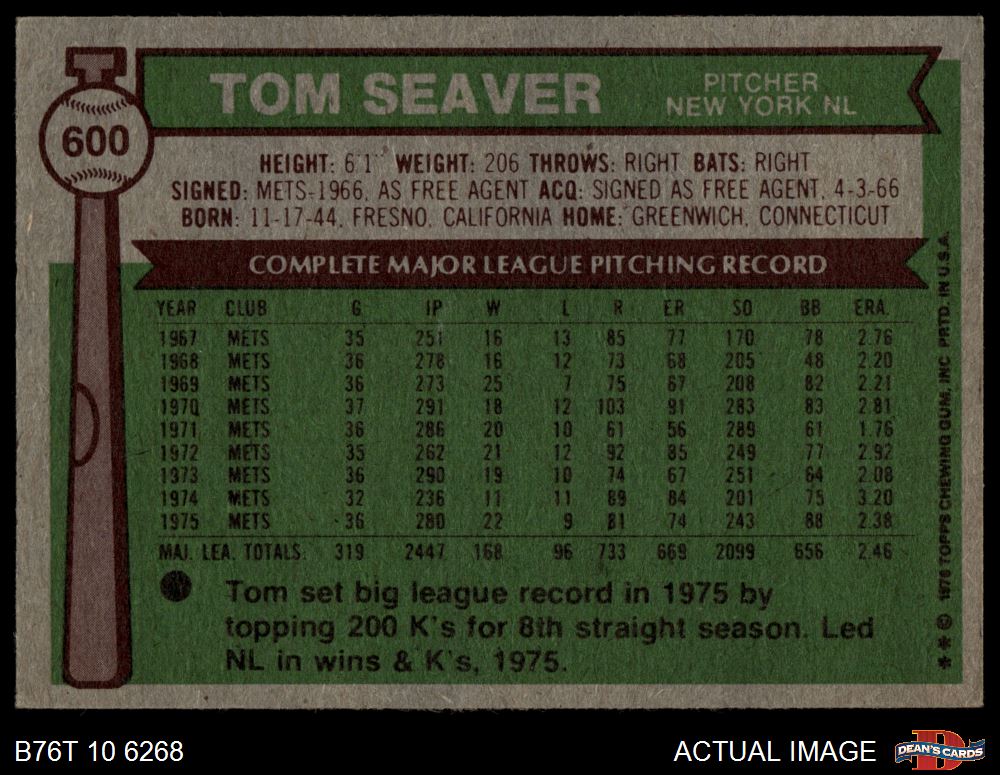 600
TOM SEAVER
PITCHER
NEW YORK NL
HEIGHT: 6'1" WEIGHT: 206 THROWS: RIGHT BATS: RIGHT
SIGNED: METS-1966, AS FREE AGENT ACQ: SIGNED AS FREE AGENT, 4-3-66
BORN: 11-17-44, FRESNO, CALIFORNIA HOME: GREENWICH, CONNECTICUT
COMPLETE MAJOR LEAGUE PITCHING RECORD
YEAR CLUB G IP W L R ER SO BB ERA.
1967 METS 35 251 16 13 85 77 170 78 2.76
1968 METS 36 278 16 12 73 68 205 48 2.20
1969 METS 36 273 25 7 75 67 208 82 2.21
1970 METS 37 291 18 12 103 91 283 83 2.81
1971 METS 36 286 20 10 61 56 289 61 1.76
1972 METS 35 262 21 12 92 85 249 77 2.92
1973 METS 36 290 19 10 74 67 251 64 2.08
1974 METS 32 236 11 11 89 84 201 75 3.20
1975 METS 36 280 22 9 81 74 243 88 2.38
MAJ. LEA. TOTALS: 319 2447 168 96 733 669 2099 656 2.46
Tom set big league record in 1975 by
topping 200 K's for 8th straight season. Led
NL in wins & K's, 1975.
* * © 1976 TOPPS CHEWING GUM, INC. PRTD. IN U.S.A.
B76T 10 6268
ACTUAL IMAGE
D
DEAN'S CARDS